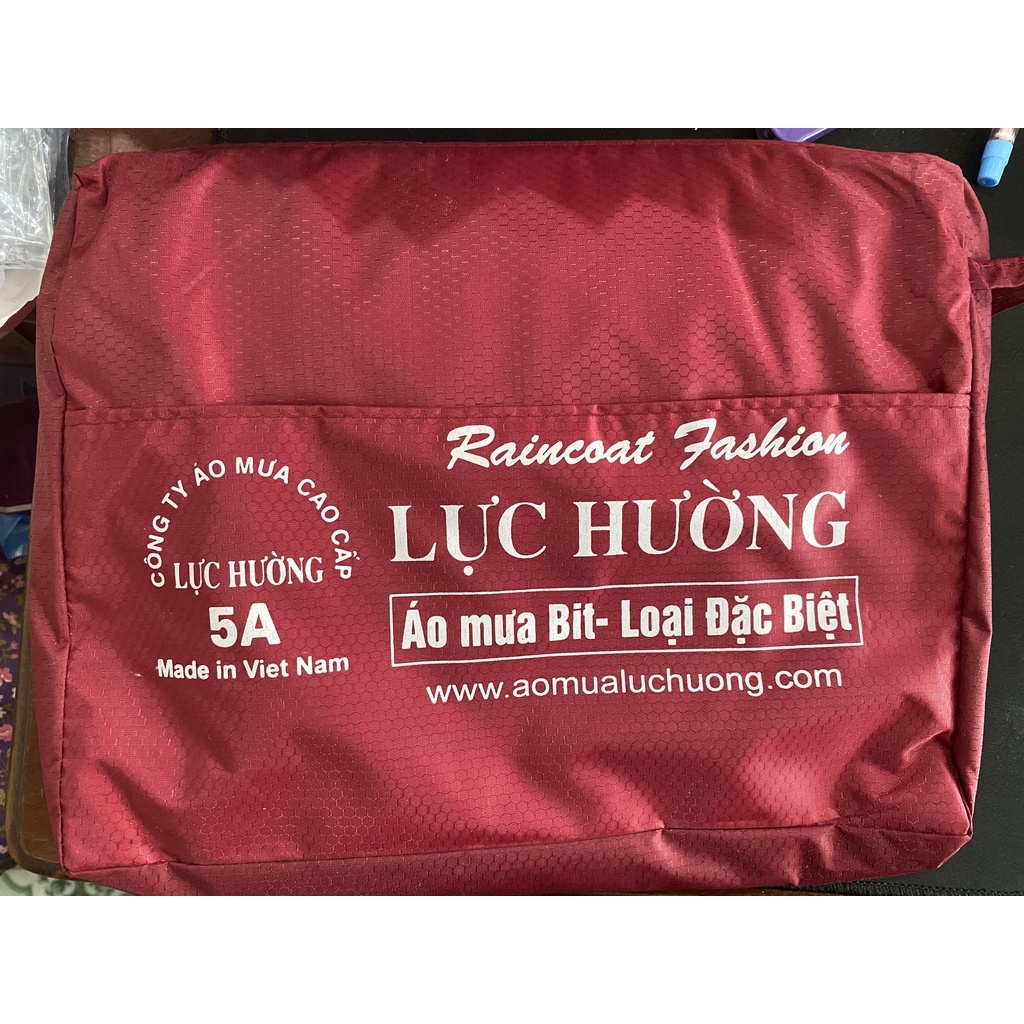 CÔNG TY ÁO MƯA CAO CẤP
LỰC HƯỜNG
5A
Made in Viet Nam
Raincoat Fashion
LỰC HƯỜNG
Áo mưa Bít- Loại Đặc Biệt
www.aomualuchuong.com